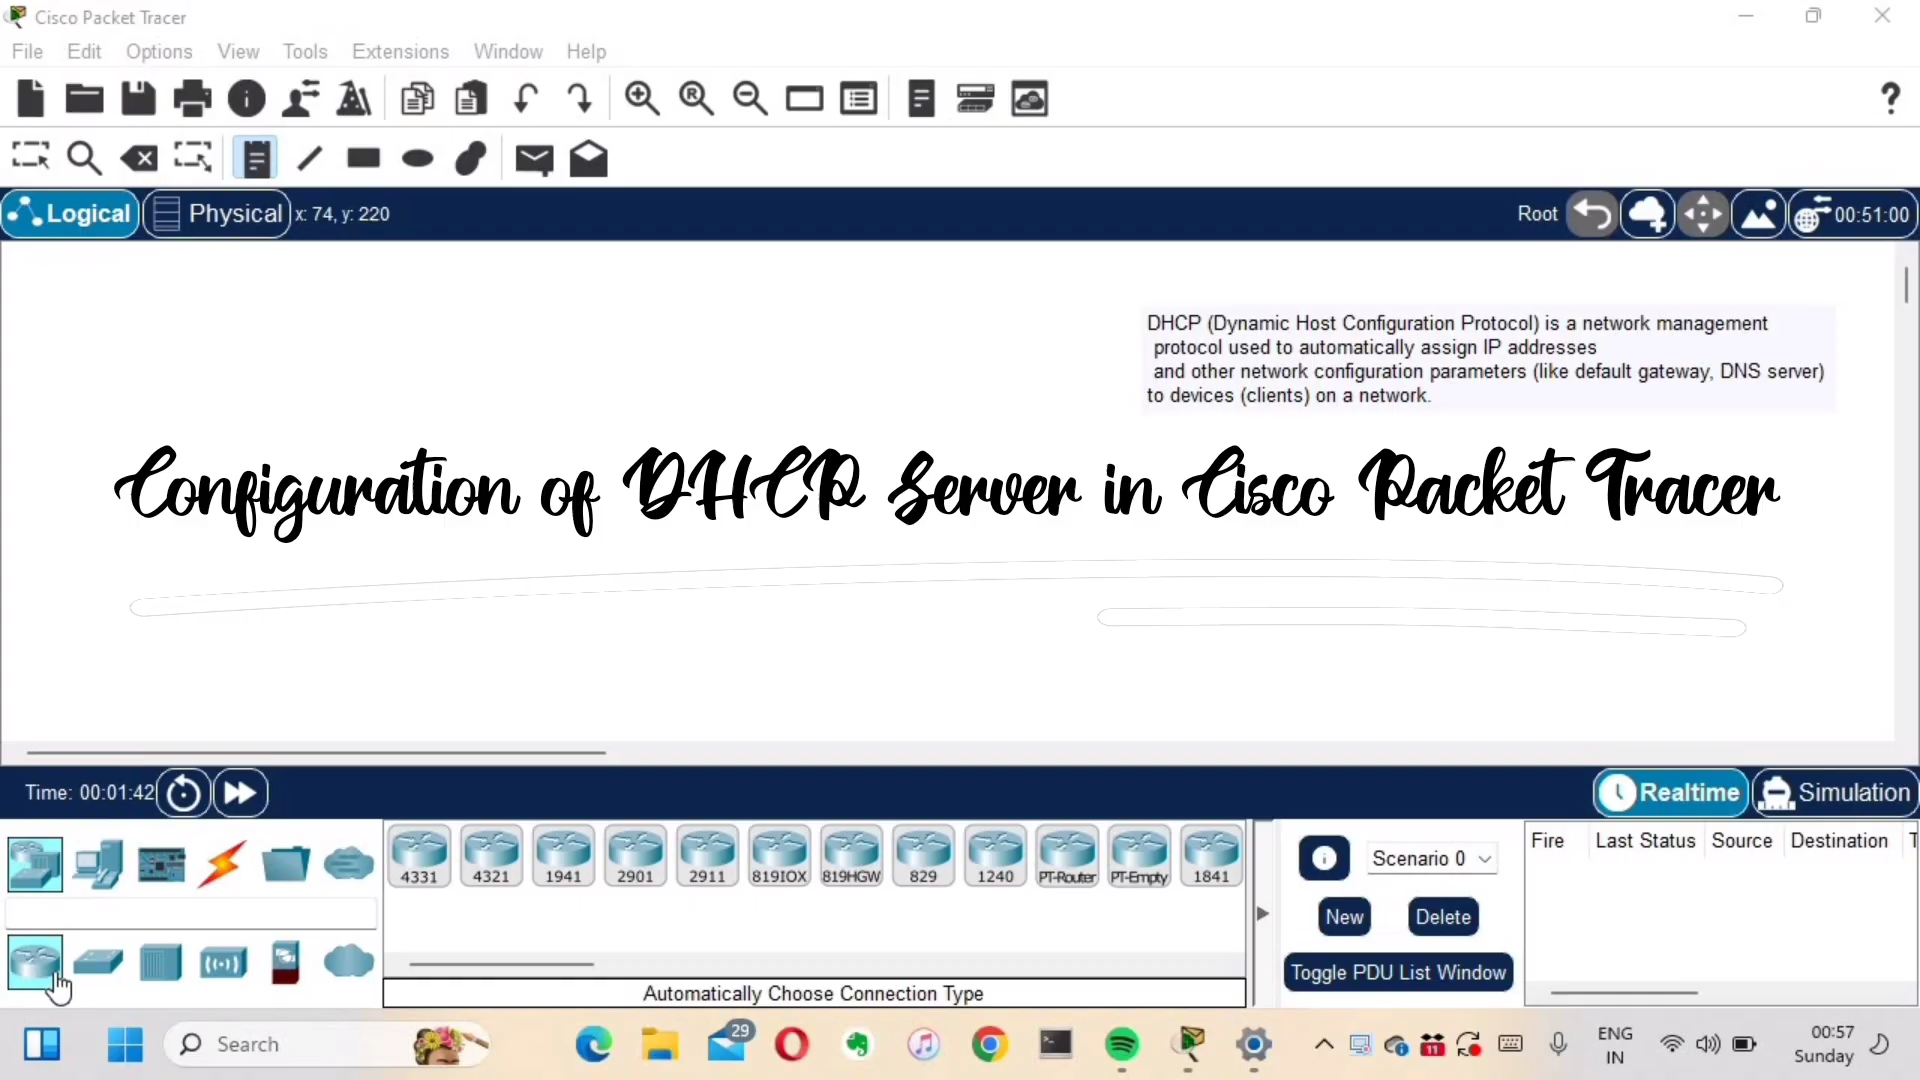 Cisco Packet Tracer
File Edit Options View Tools Extensions Window Help
Logical Physical x: 74, y: 220 Root 00:51:00
DHCP (Dynamic Host Configuration Protocol) is a network management
protocol used to automatically assign IP addresses
and other network configuration parameters (like default gateway, DNS server)
to devices (clients) on a network.
Configuration of DHCP Server in Cisco Packet Tracer
Time: 00:01:42 Realtime Simulation
4331 4321 1941 2901 2911 819IOX 819HGW 829 1240 PT-Router PT-Empty 1841
Scenario 0
New Delete
Toggle PDU List Window
Fire Last Status Source Destination
Automatically Choose Connection Type
Search 29 11 ENG IN 00:57 Sunday